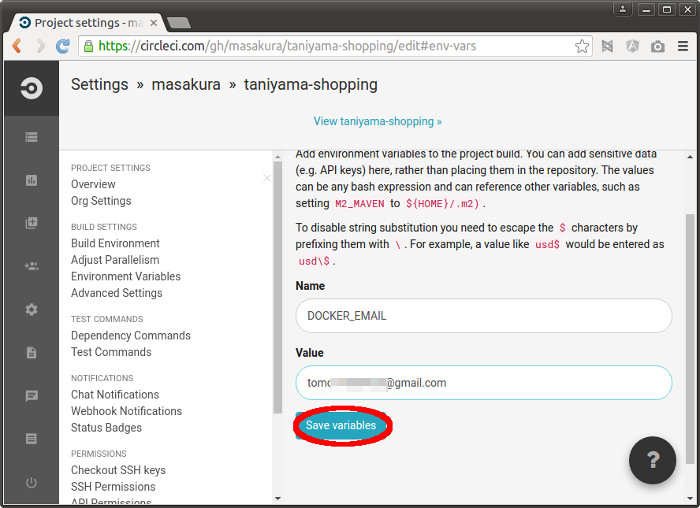 Project settings - ma
https://circleci.com/gh/masakura/taniyama-shopping/edit#env-vars
Settings » masakura » taniyama-shopping
View taniyama-shopping »
PROJECT SETTINGS
Overview
Org Settings
BUILD SETTINGS
Build Environment
Adjust Parallelism
Environment Variables
Advanced Settings
TEST COMMANDS
Dependency Commands
Test Commands
NOTIFICATIONS
Chat Notifications
Webhook Notifications
Status Badges
PERMISSIONS
Checkout SSH keys
SSH Permissions
API Permissions
Add environment variables to the project build. You can add sensitive data
(e.g. API keys) here, rather than placing them in the repository. The values
can be any bash expression and can reference other variables, such as
setting M2_MAVEN to ${HOME}/.m2) .
To disable string substitution you need to escape the $ characters by
prefixing them with \ . For example, a value like usd$ would be entered as
usd\$ .
Name
DOCKER_EMAIL
Value
tomo @gmail.com
Save variables
?